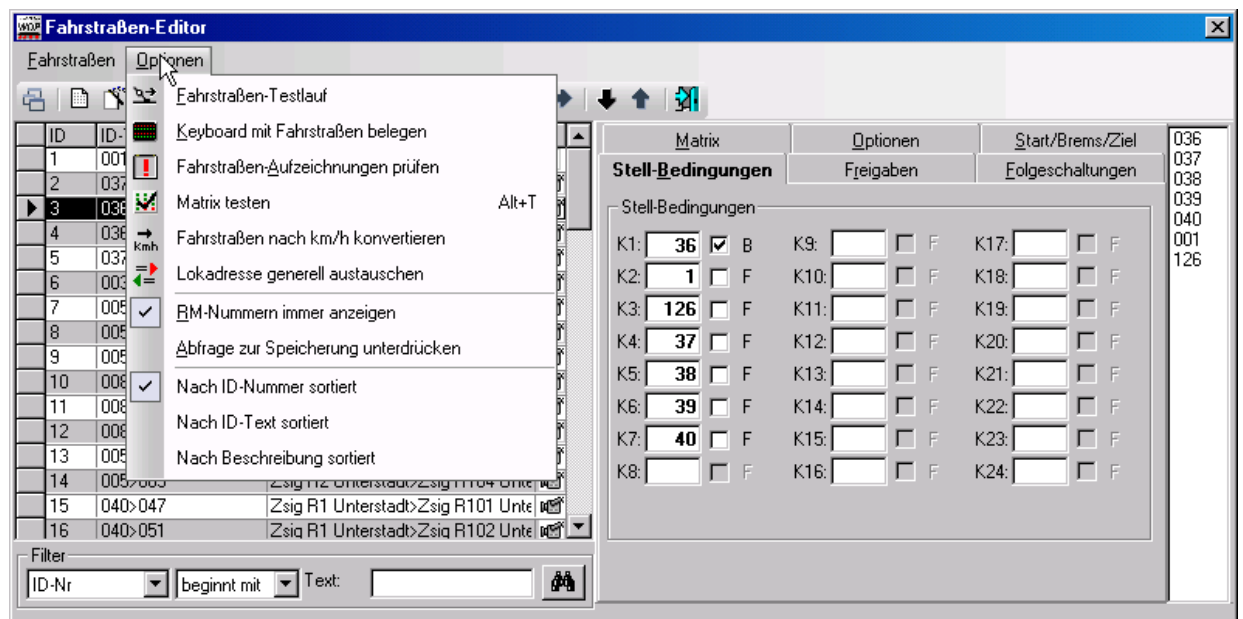 Fahrstraßen-Editor
Fahrstraßen Optionen
Fahrstraßen-Testlauf
Keyboard mit Fahrstraßen belegen
Fahrstraßen-Aufzeichnungen prüfen
Matrix testen Alt+T
Kmh Fahrstraßen nach km/h konvertieren
Lokadresse generell austauschen
RM-Nummern immer anzeigen
Abfrage zur Speicherung unterdrücken
Nach ID-Nummer sortiert
Nach ID-Text sortiert
Nach Beschreibung sortiert
ID
1 001
2 037
3
4
5 037
6 003
7 005
8 005
9 005
10 008
11 008
12 008
13 005
14
15 040>047 Zsig R1 Unterstadt>Zsig R101 Unte
16 040>051 Zsig R1 Unterstadt>Zsig R102 Unte
Filter
ID-Nr beginnt mit Text:
Matrix Optionen Start/Brems/Ziel
Stell-Bedingungen Freigaben Folgeschaltungen
Stell-Bedingungen
K1: 36 B K9: F K17: F
K2: 1 F K10: F K18: F
K3: 126 F K11: F K19: F
K4: 37 F K12: F K20: F
K5: 38 F K13: F K21: F
K6: 39 F K14: F K22: F
K7: 40 F K15: F K23: F
K8: F K16: F K24: F
036
037
038
039
040
001
126